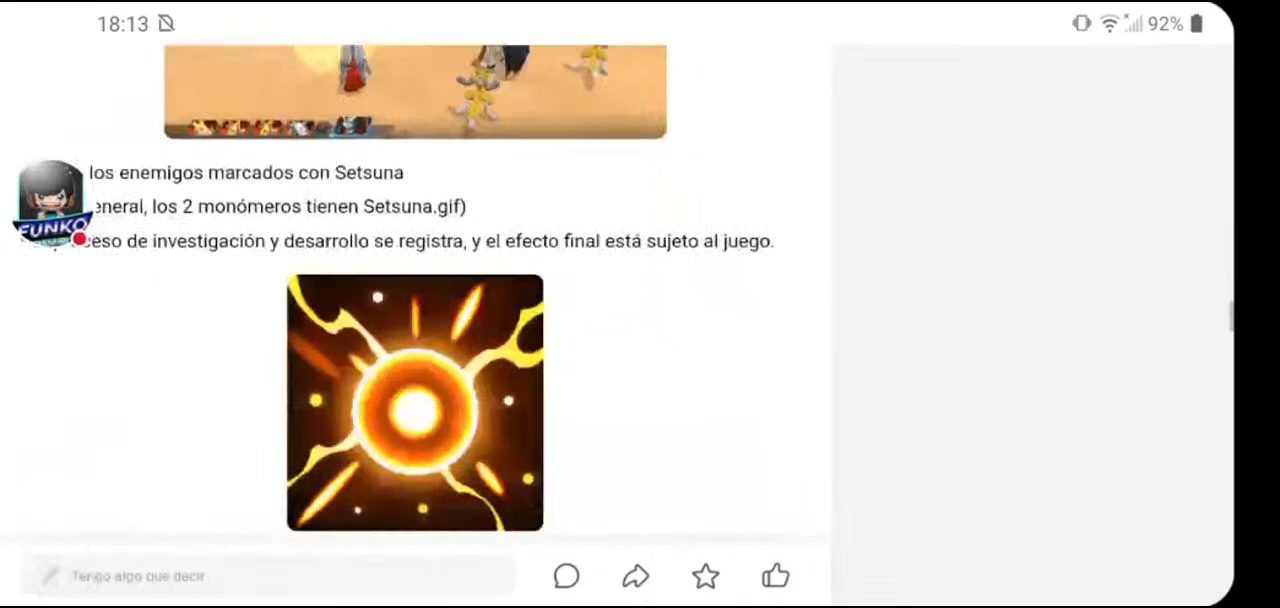 18:13
92%
los enemigos marcados con Setsuna
eneral, los 2 monómeros tienen Setsuna.gif)
FUNKO
eso de investigación y desarrollo se registra, y el efecto final está sujeto al juego.
Tengo algo que decir